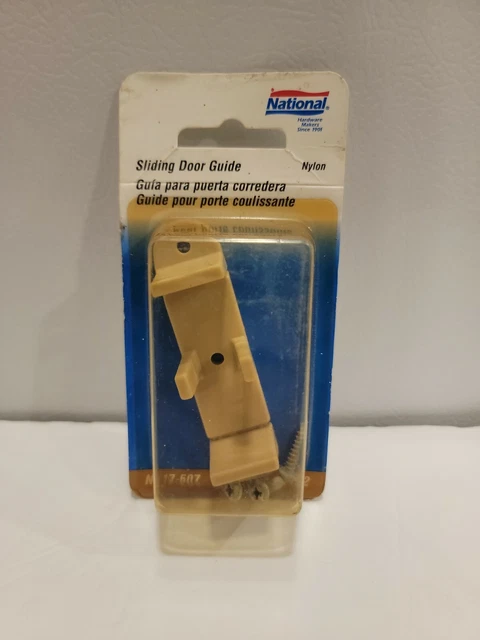 National
Hardware
Makers
Since 1901
Sliding Door Guide
Nylon
Guía para puerta corredera
Guide pour porte coulissante